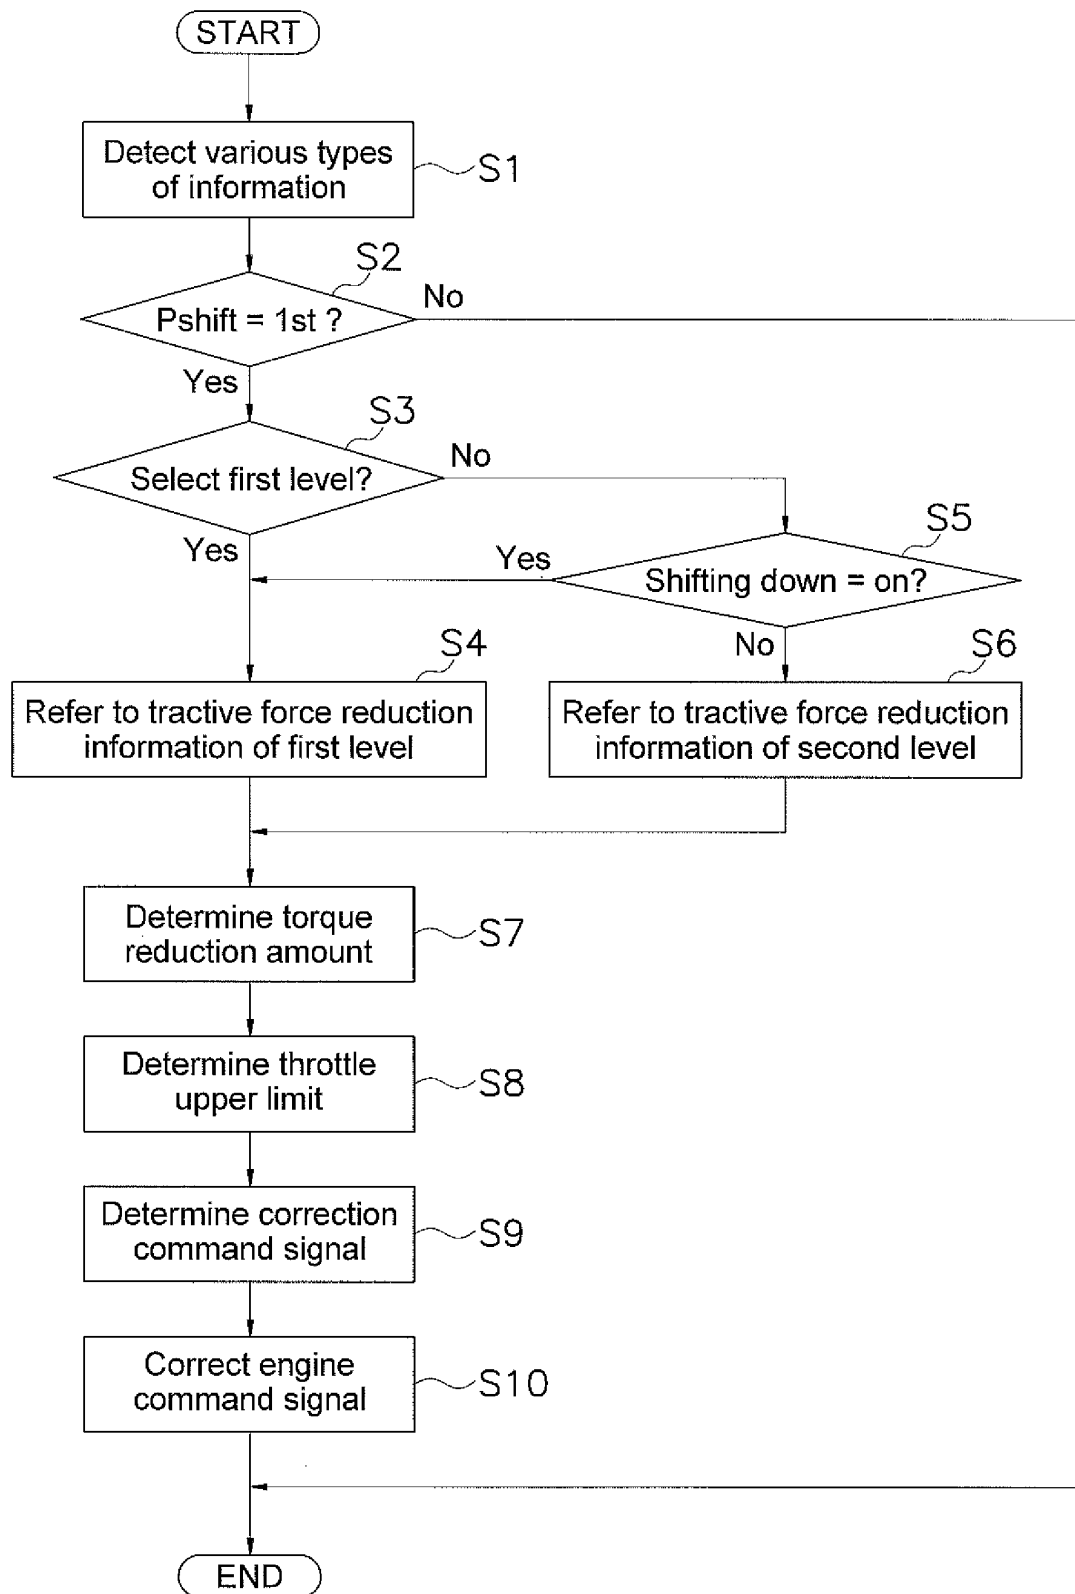 START
Detect various types
of information
S1
S2
Pshift = 1st ?
No
Yes
S3
Select first level?
No
Yes
S5
Shifting down = on?
Yes
No
S4
Refer to tractive force reduction
information of first level
S6
Refer to tractive force reduction
information of second level
Determine torque
reduction amount
S7
Determine throttle
upper limit
S8
Determine correction
command signal
S9
Correct engine
command signal
S10
END